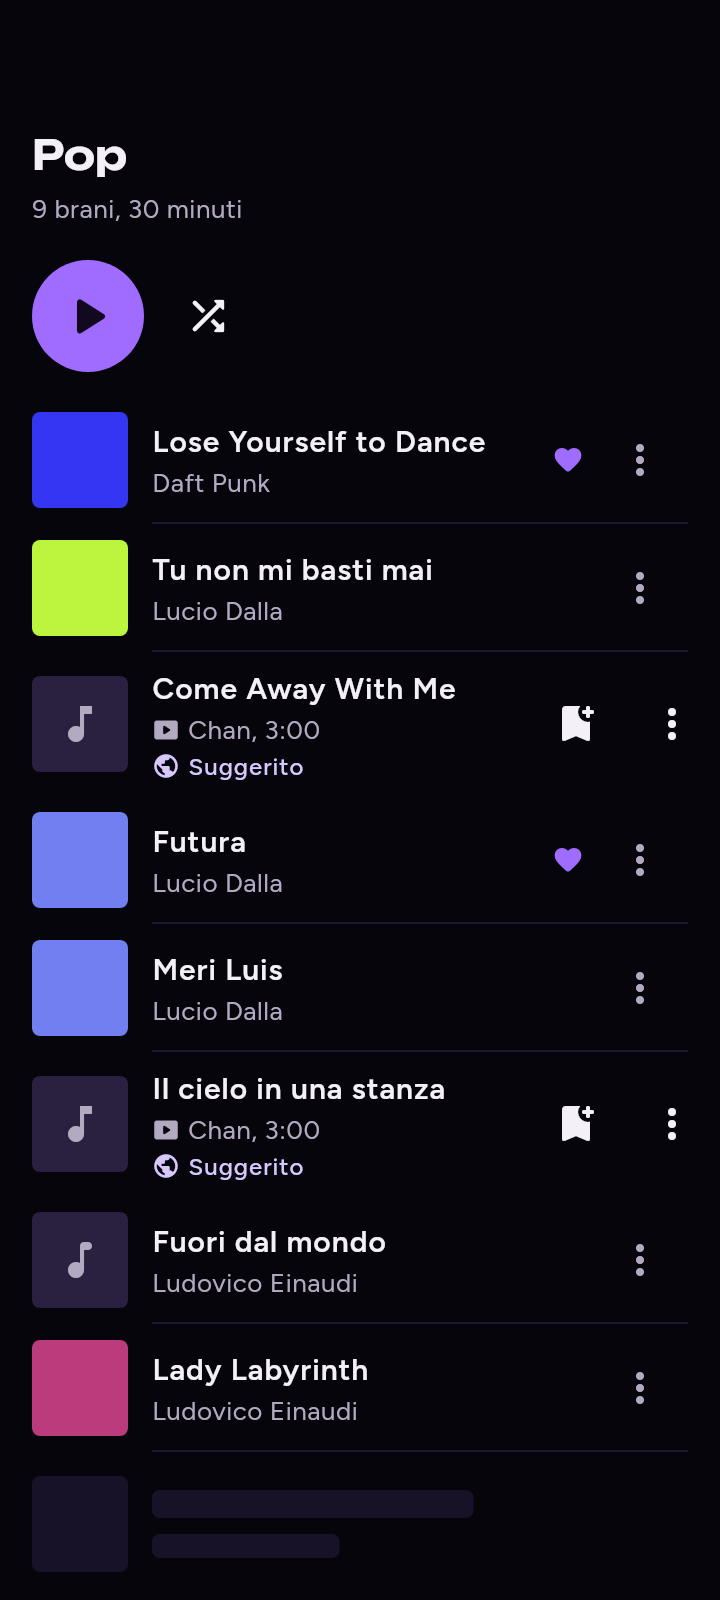 Pop
9 brani, 30 minuti
Lose Yourself to Dance
Daft Punk
Tu non mi basti mai
Lucio Dalla
Come Away With Me
Chan, 3:00
Suggerito
Futura
Lucio Dalla
Meri Luis
Lucio Dalla
Il cielo in una stanza
Chan, 3:00
Suggerito
Fuori dal mondo
Ludovico Einaudi
Lady Labyrinth
Ludovico Einaudi